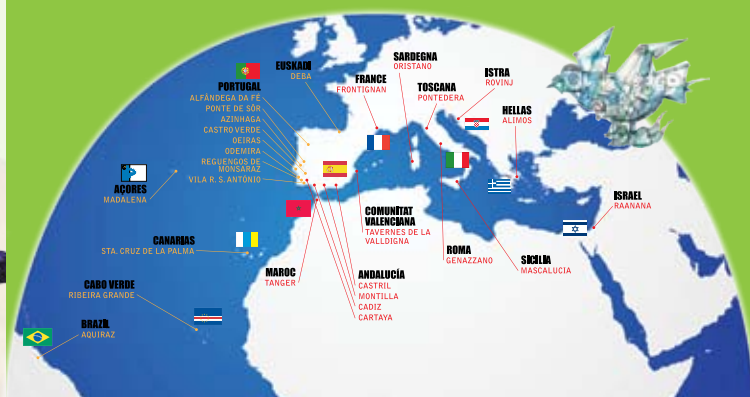 SARDEGNA
ORISTANO
EUSKADI
DEBA
FRANCE
FRONTIGNAN
TOSCANA
PONTEDERA
ISTRA
ROVINJ
HELLAS
ALIMOS
PORTUGAL
ALFÂNDEGA DA FÉ
PONTE DE SÔR
AZINHAGA
CASTRO VERDE
OEIRAS
ODEMIRA
REGUENGOS DE
MONSARAZ
VILA R. S. ANTÓNIO
AÇORES
MADALENA
ISRAEL
RAANANA
COMUNITAT
VALENCIANA
TAVERNES DE LA
VALLDIGNA
CANARIAS
STA. CRUZ DE LA PALMA
ROMA
GENAZZANO
SICILIA
MASCALUCIA
MAROC
TANGER
ANDALUCÍA
CASTRIL
MONTILLA
CADIZ
CARTAYA
CABO VERDE
RIBEIRA GRANDE
BRAZIL
AQUIRAZ